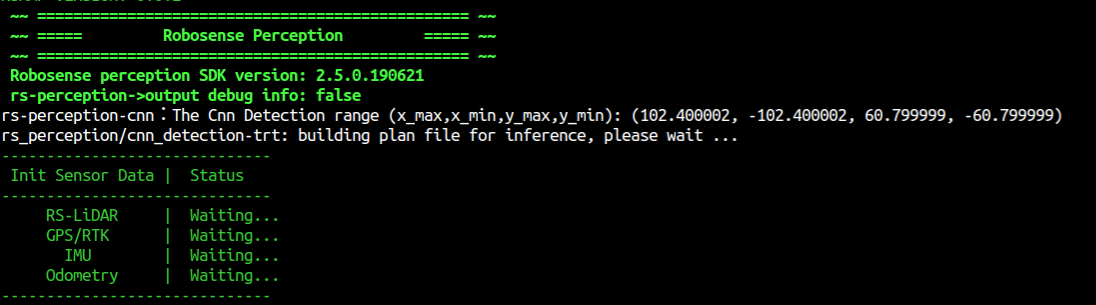 ~~ ================================================ ~~
~~ ===== Robosense Perception ===== ~~
~~ ================================================ ~~
Robosense perception SDK version: 2.5.0.190621
rs-perception->output debug info: false
rs-perception-cnn：The Cnn Detection range (x_max,x_min,y_max,y_min): (102.400002, -102.400002, 60.799999, -60.799999)
rs_perception/cnn_detection-trt: building plan file for inference, please wait ...
------------------------------
Init Sensor Data | Status
------------------------------
RS-LiDAR | Waiting...
GPS/RTK | Waiting...
IMU | Waiting...
Odometry | Waiting...
------------------------------